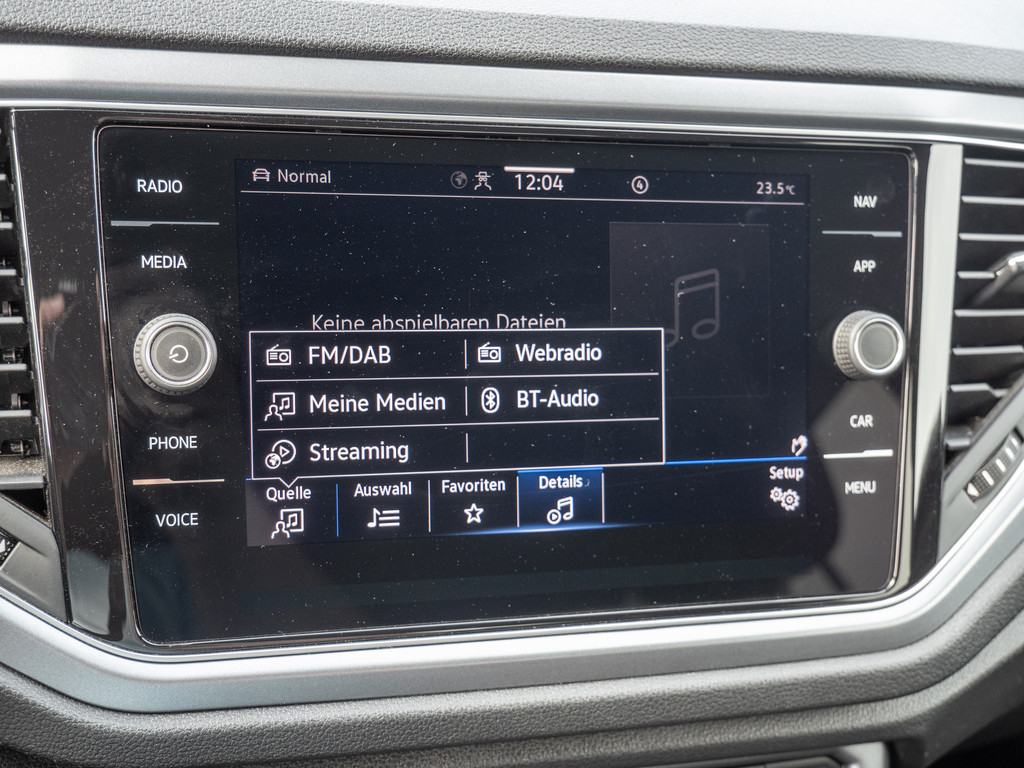 RADIO
MEDIA
PHONE
VOICE
Normal
12:04
4
23.5°C
Keine abspielbaren Dateien
FM/DAB
Webradio
Meine Medien
BT-Audio
Streaming
Quelle
Auswahl
Favoriten
Details
Setup
NAV
APP
CAR
MENU